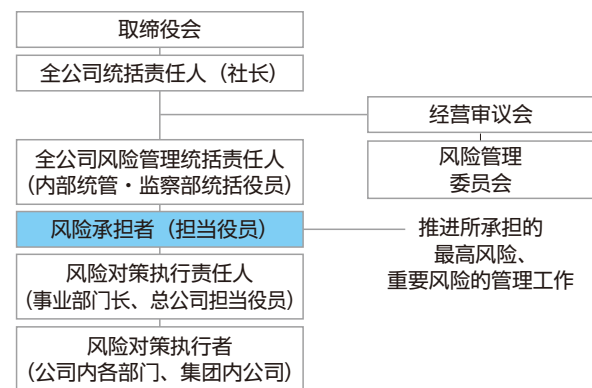 取缔役会
全公司统括责任人（社长）
经营审议会
风险管理
委员会
全公司风险管理统括责任人
（内部统管・监察部统括役员）
风险承担者（担当役员）
推进所承担的
最高风险、
重要风险的管理工作
风险对策执行责任人
（事业部门长、总公司担当役员）
风险对策执行者
（公司内各部门、集团内公司）